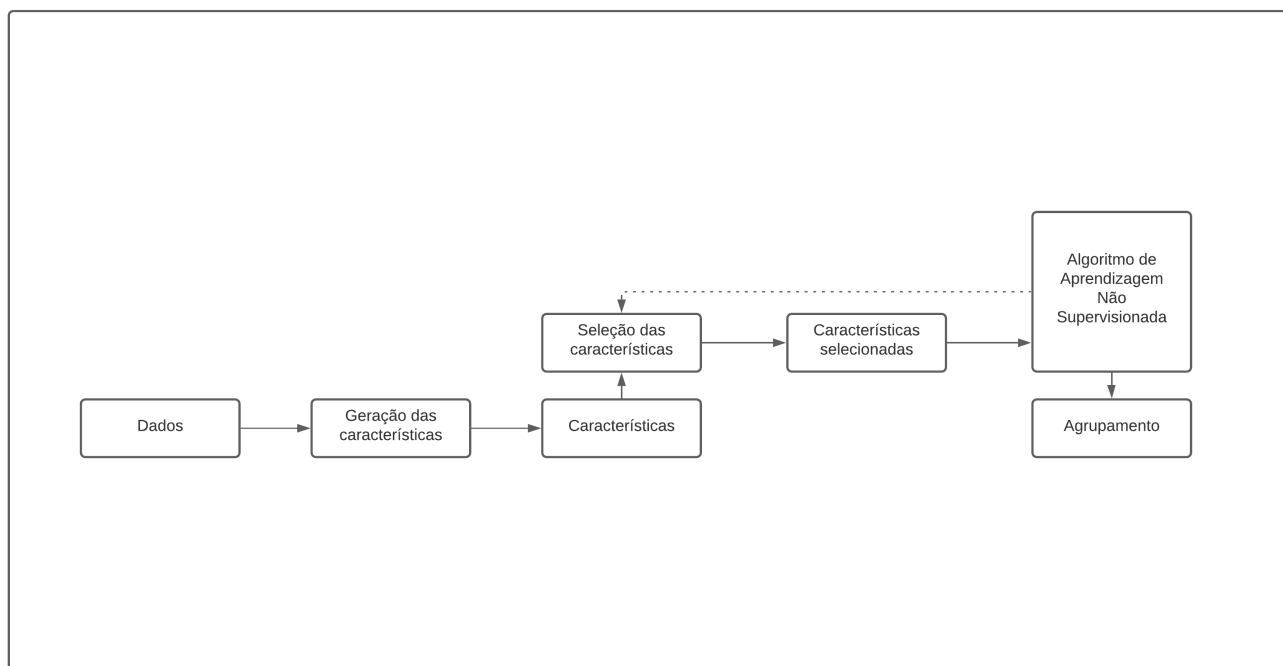 Dados
Geração das
características
Características
Seleção das
características
Características
selecionadas
Algoritmo de
Aprendizagem
Não
Supervisionada
Agrupamento